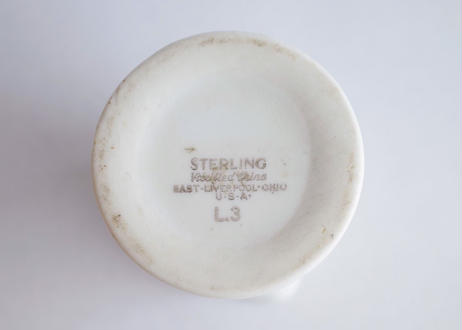 STERLING
Vitrified China
EAST-LIVERPOOL-OHIO
U·S·A·
L.3